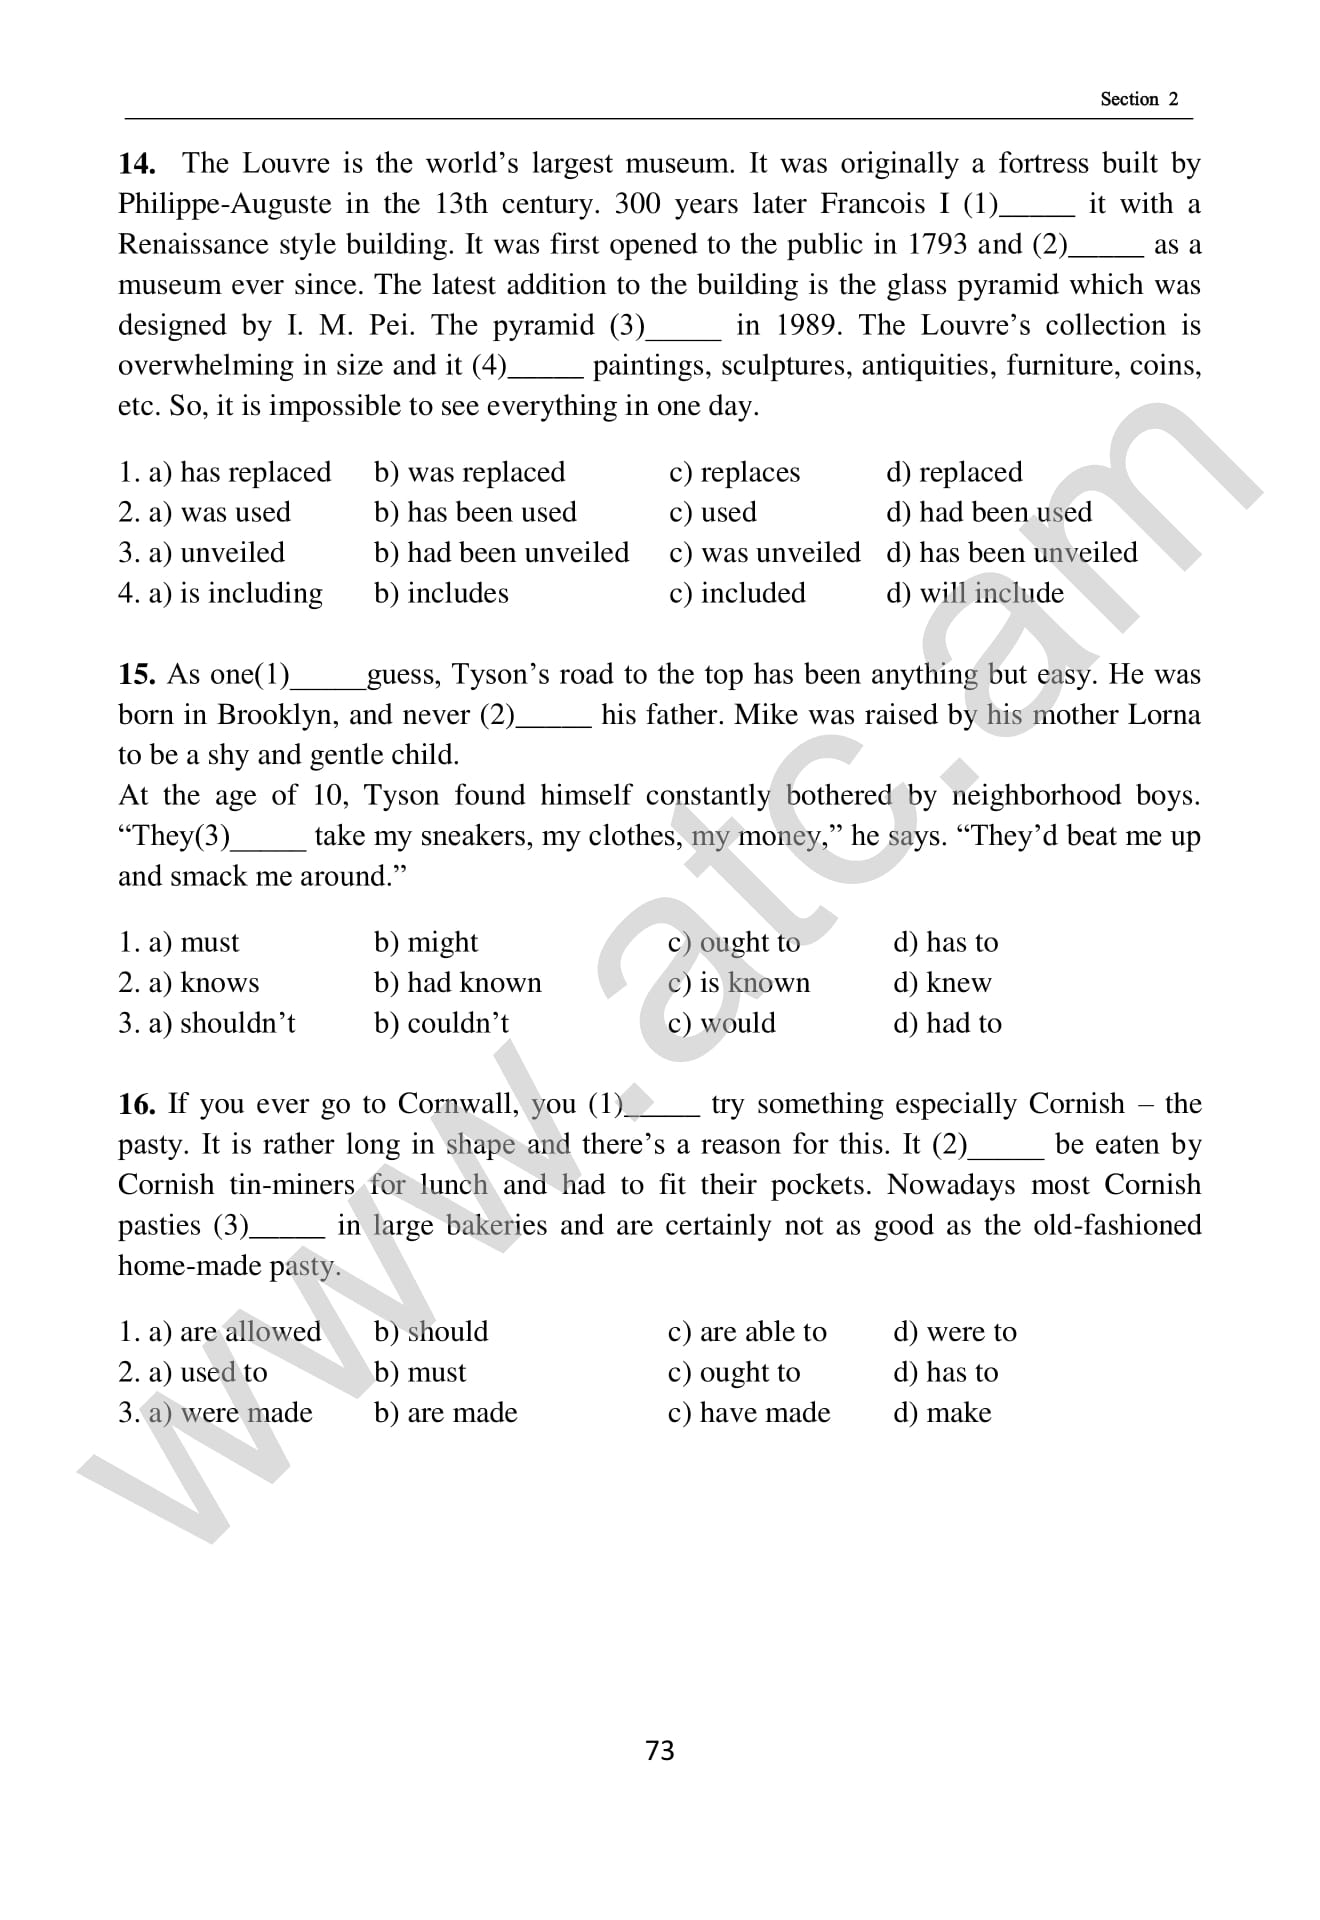 Section 2
14. The Louvre is the world’s largest museum. It was originally a fortress built by
Philippe-Auguste in the 13th century. 300 years later Francois I (1)_____ it with a
Renaissance style building. It was first opened to the public in 1793 and (2)_____ as a
museum ever since. The latest addition to the building is the glass pyramid which was
designed by I. M. Pei. The pyramid (3)_____ in 1989. The Louvre’s collection is
overwhelming in size and it (4)_____ paintings, sculptures, antiquities, furniture, coins,
etc. So, it is impossible to see everything in one day.
1. a) has replaced b) was replaced c) replaces d) replaced
2. a) was used b) has been used c) used d) had been used
3. a) unveiled b) had been unveiled c) was unveiled d) has been unveiled
4. a) is including b) includes c) included d) will include
15. As one(1)_____guess, Tyson’s road to the top has been anything but easy. He was
born in Brooklyn, and never (2)_____ his father. Mike was raised by his mother Lorna
to be a shy and gentle child.
At the age of 10, Tyson found himself constantly bothered by neighborhood boys.
“They(3)_____ take my sneakers, my clothes, my money,” he says. “They’d beat me up
and smack me around.”
1. a) must b) might c) ought to d) has to
2. a) knows b) had known c) is known d) knew
3. a) shouldn’t b) couldn’t c) would d) had to
16. If you ever go to Cornwall, you (1)_____ try something especially Cornish – the
pasty. It is rather long in shape and there’s a reason for this. It (2)_____ be eaten by
Cornish tin-miners for lunch and had to fit their pockets. Nowadays most Cornish
pasties (3)_____ in large bakeries and are certainly not as good as the old-fashioned
home-made pasty.
1. a) are allowed b) should c) are able to d) were to
2. a) used to b) must c) ought to d) has to
3. a) were made b) are made c) have made d) make
73
www.atc.am